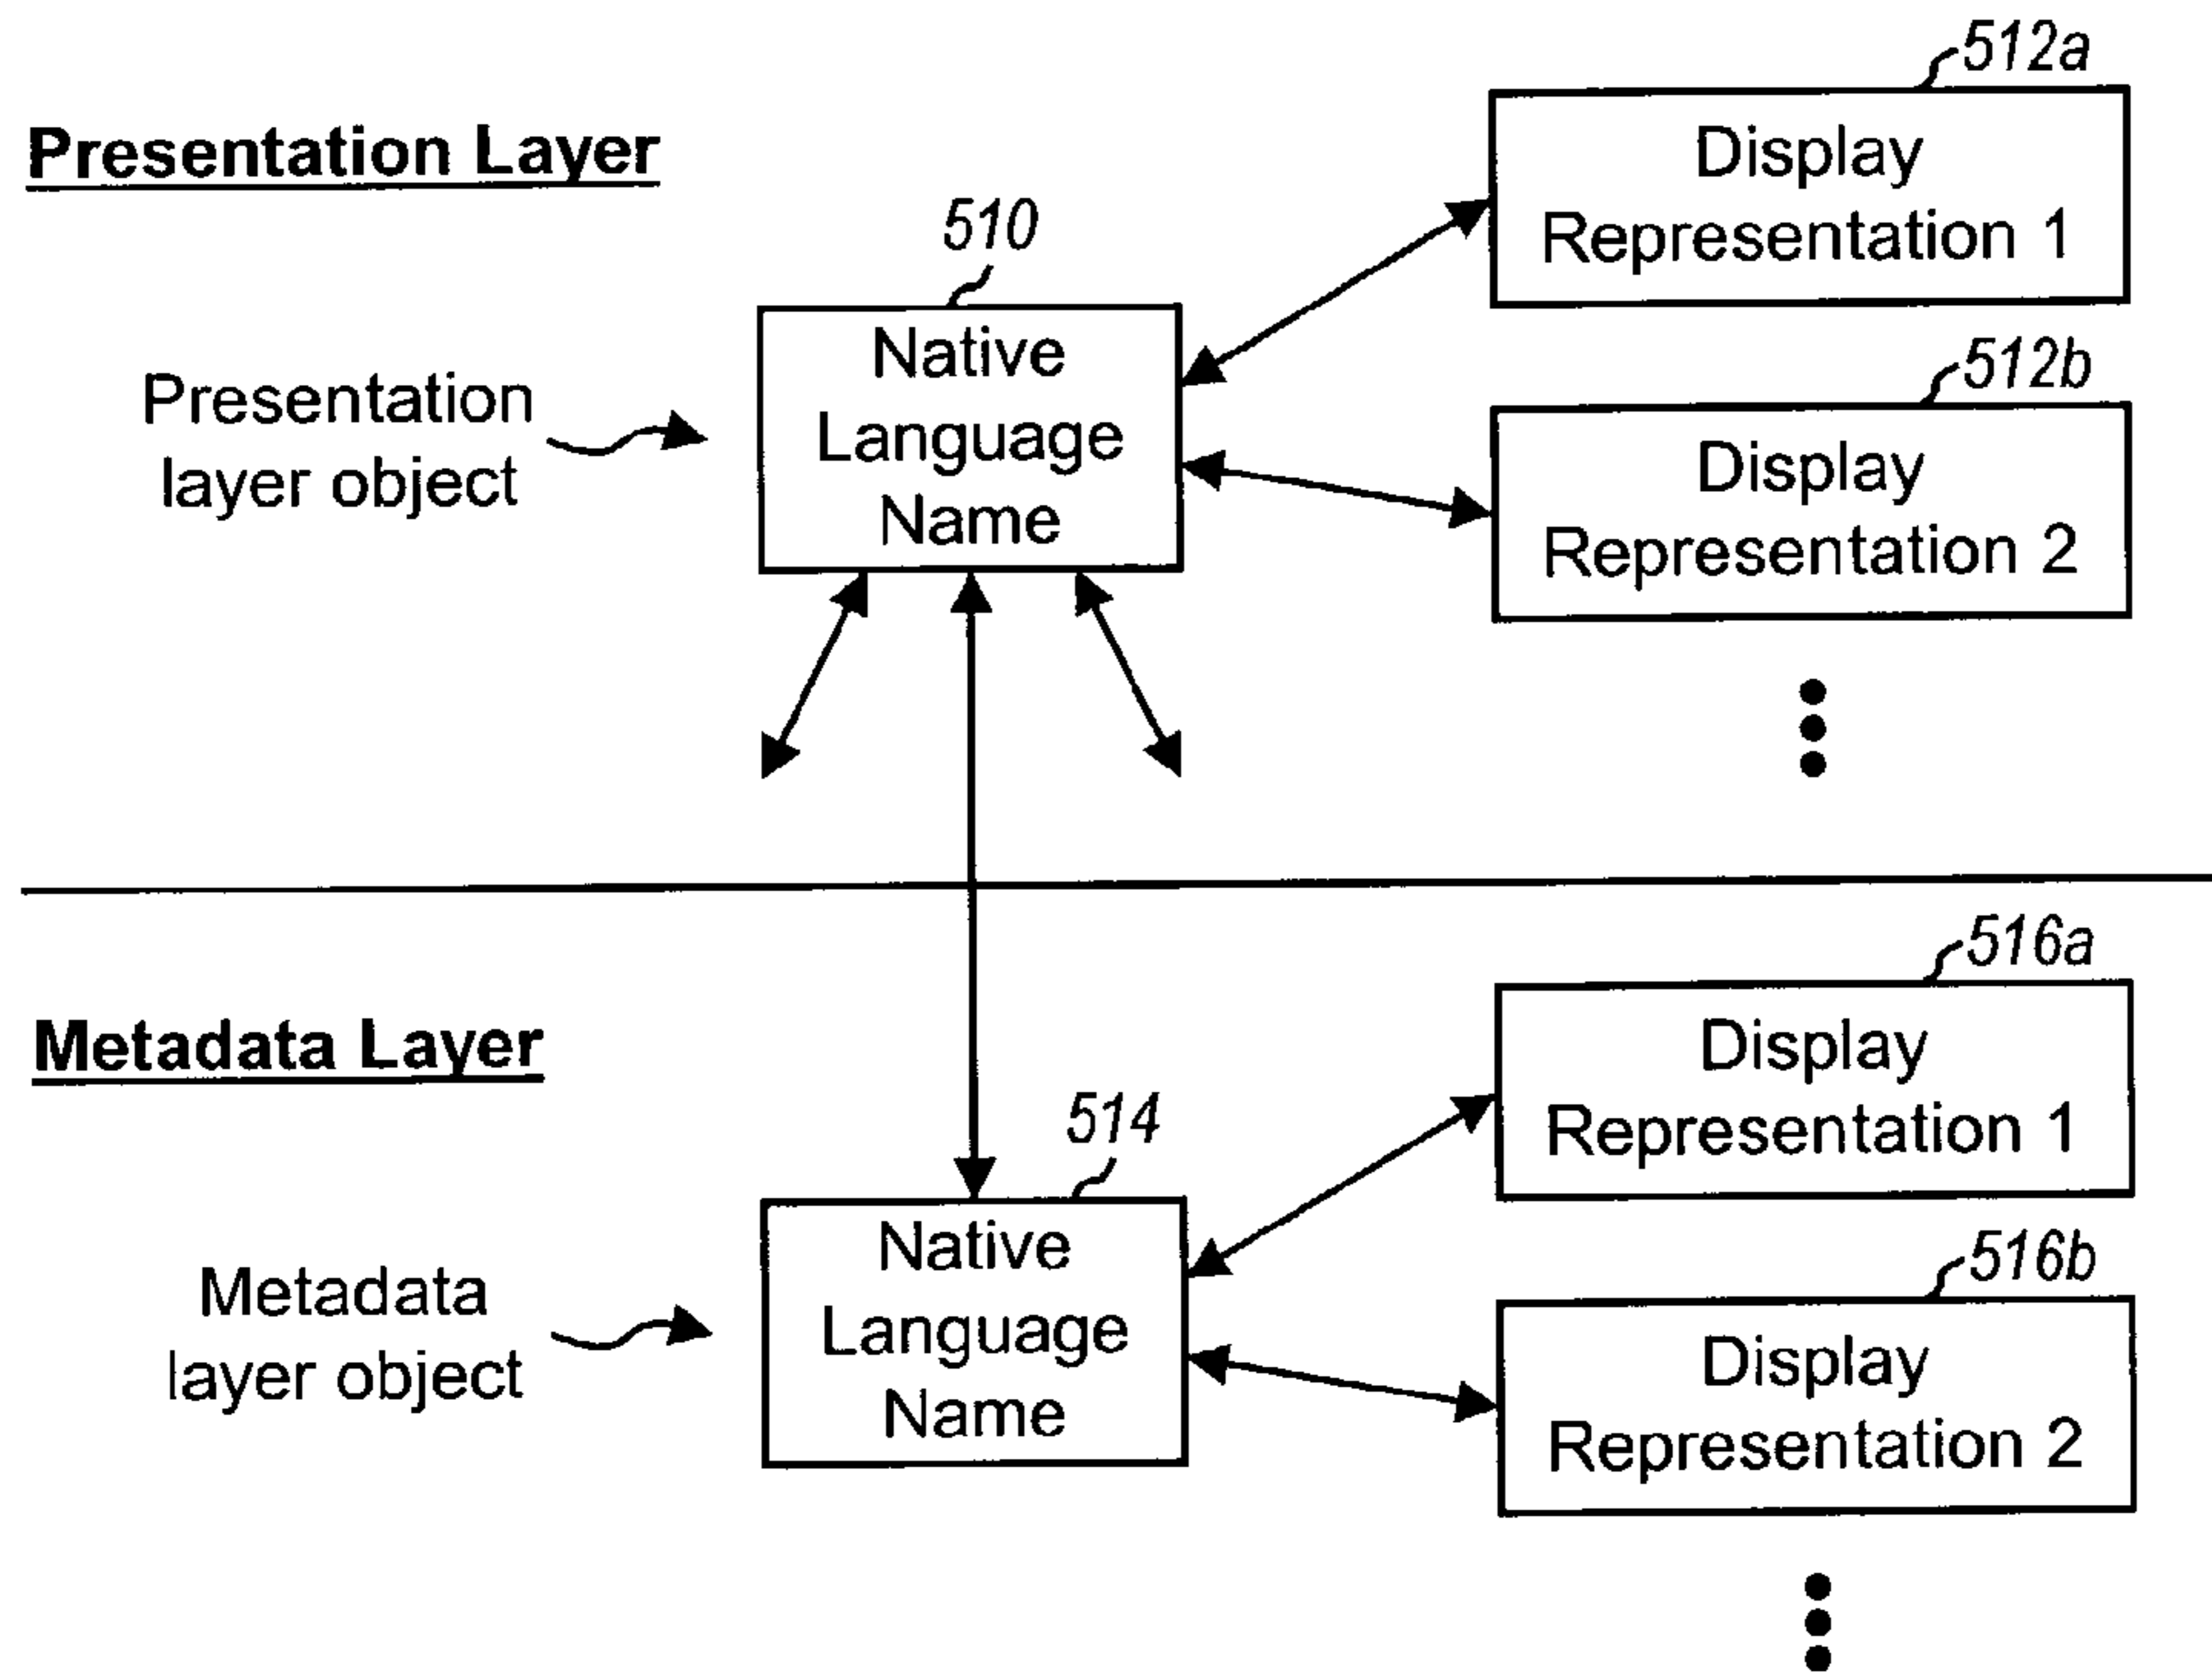 512a
Presentation Layer
Display
Representation 1
510
Native
Language
Name
Presentation
layer object
512b
Display
Representation 2
516a
Metadata Layer
Display
Representation 1
514
Native
Language
Name
Metadata
layer object
516b
Display
Representation 2